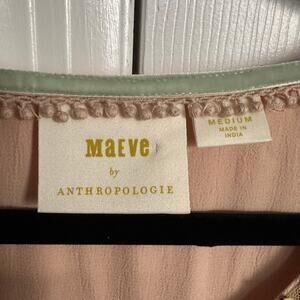 MaEVe
by
ANTHROPOLOGIE
MEDIUM
MADE IN
INDIA